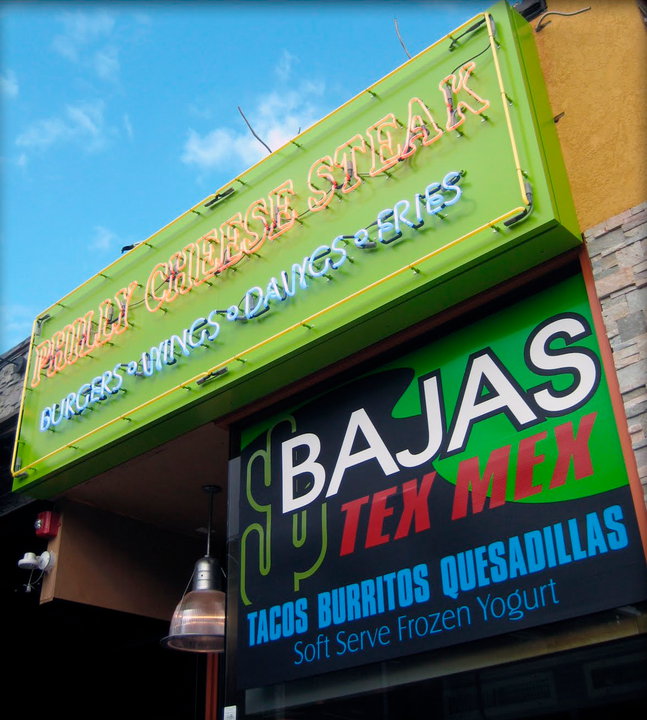 PHILLY CHEESE STEAK
BURGERS • WINGS • DAWGS • FRIES
BAJAS
TEX MEX
TACOS BURRITOS QUESADILLAS
Soft Serve Frozen Yogurt